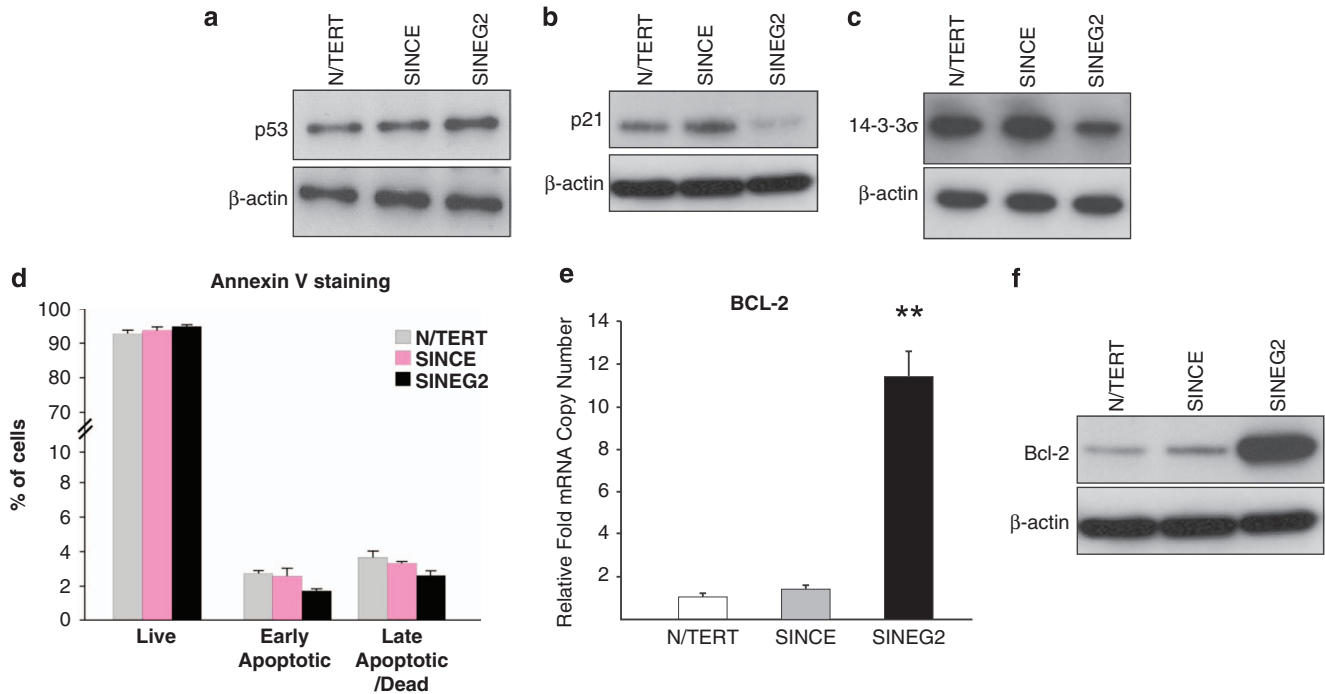 a
N/TERT
SINCE
SINEG2
p53
β-actin
b
N/TERT
SINCE
SINEG2
p21
β-actin
c
N/TERT
SINCE
SINEG2
14-3-3σ
β-actin
d
Annexin V staining
% of cells
100
90
80
70
10
8
6
4
2
0
N/TERT
SINCE
SINEG2
Live
Early
Apoptotic
Late
Apoptotic
/Dead
e
BCL-2
Relative Fold mRNA Copy Number
14
12
10
8
6
4
2
**
N/TERT
SINCE
SINEG2
f
N/TERT
SINCE
SINEG2
Bcl-2
β-actin